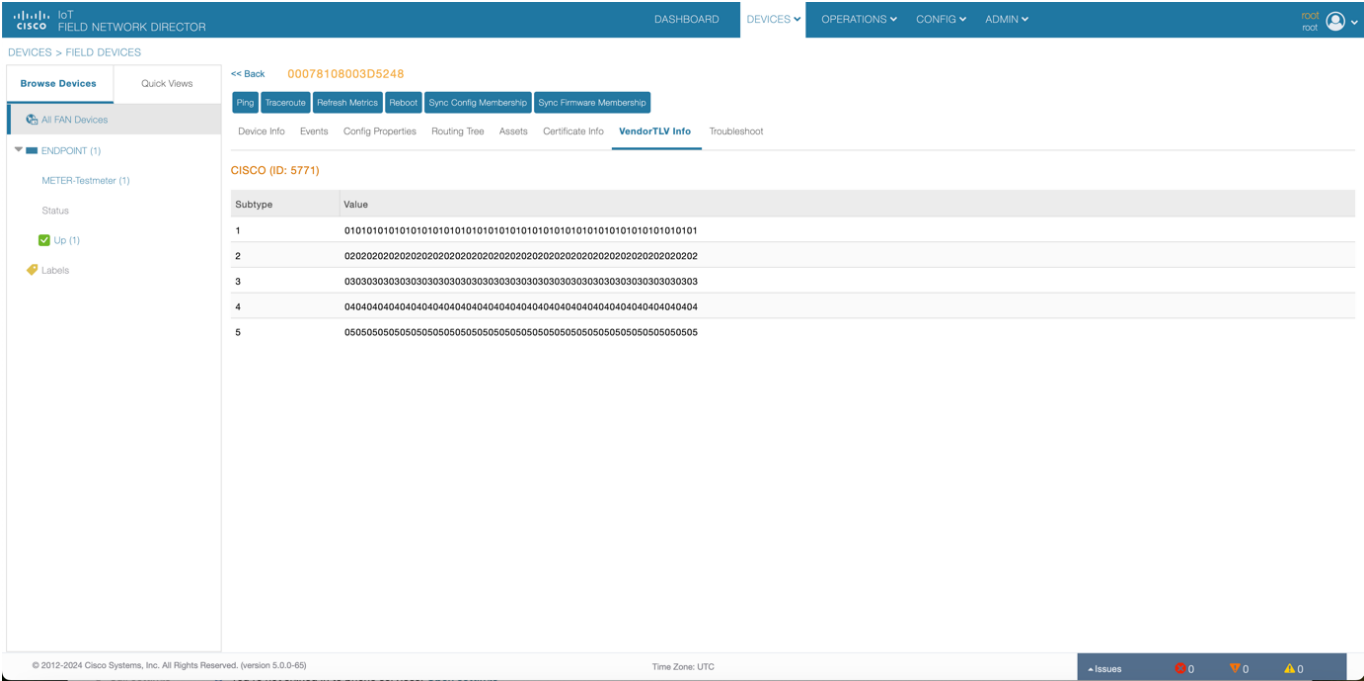 CISCO IoT
FIELD NETWORK DIRECTOR
DASHBOARD DEVICES OPERATIONS CONFIG ADMIN
root
root
DEVICES > FIELD DEVICES
Browse Devices Quick Views
<< Back 00078108003D5248
Ping Traceroute Refresh Metrics Reboot Sync Config Membership Sync Firmware Membership
All FAN Devices
Device Info Events Config Properties Routing Tree Assets Certificate Info VendorTLV Info Troubleshoot
ENDPOINT (1)
CISCO (ID: 5771)
METER-Testmeter (1)
Subtype Value
Status
1 0101010101010101010101010101010101010101010101010101010101010101
Up (1)
2 0202020202020202020202020202020202020202020202020202020202020202
Labels
3 0303030303030303030303030303030303030303030303030303030303030303
4 0404040404040404040404040404040404040404040404040404040404040404
5 0505050505050505050505050505050505050505050505050505050505050505
© 2012-2024 Cisco Systems, Inc. All Rights Reserved. (version 5.0.0-65) Time Zone: UTC Issues 0 0 0